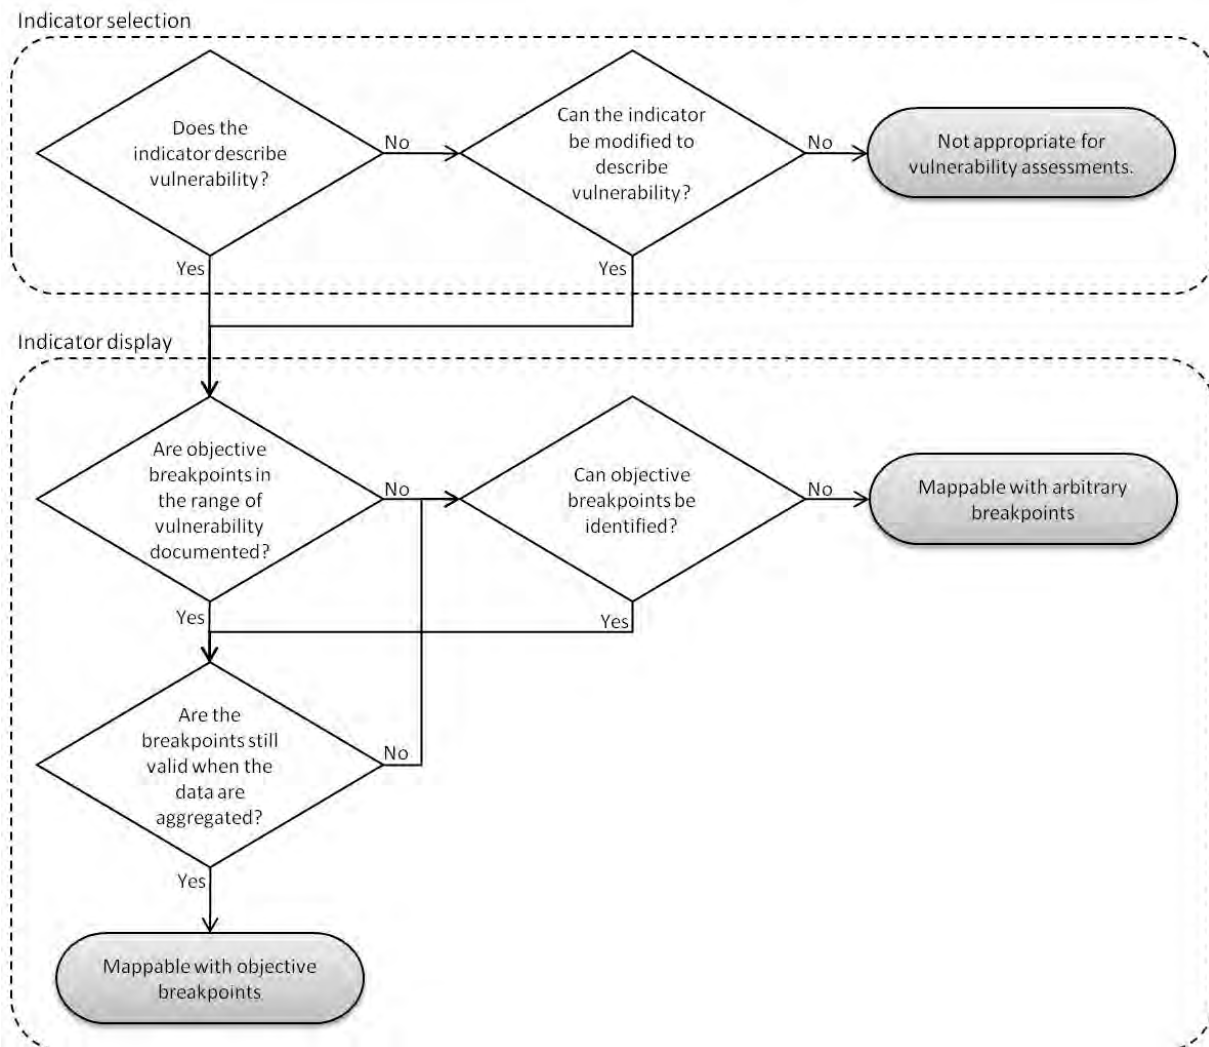 Indicator selection
Does the
indicator describe
vulnerability?
No
Can the indicator
be modified to
describe
vulnerability?
No
Not appropriate for
vulnerability assessments.
Yes
Yes
Indicator display
Are objective
breakpoints in
the range of
vulnerability
documented?
No
Can objective
breakpoints be
identified?
No
Mappable with arbitrary
breakpoints
Yes
Yes
Are the
breakpoints still
valid when the
data are
aggregated?
No
Yes
Mappable with objective
breakpoints